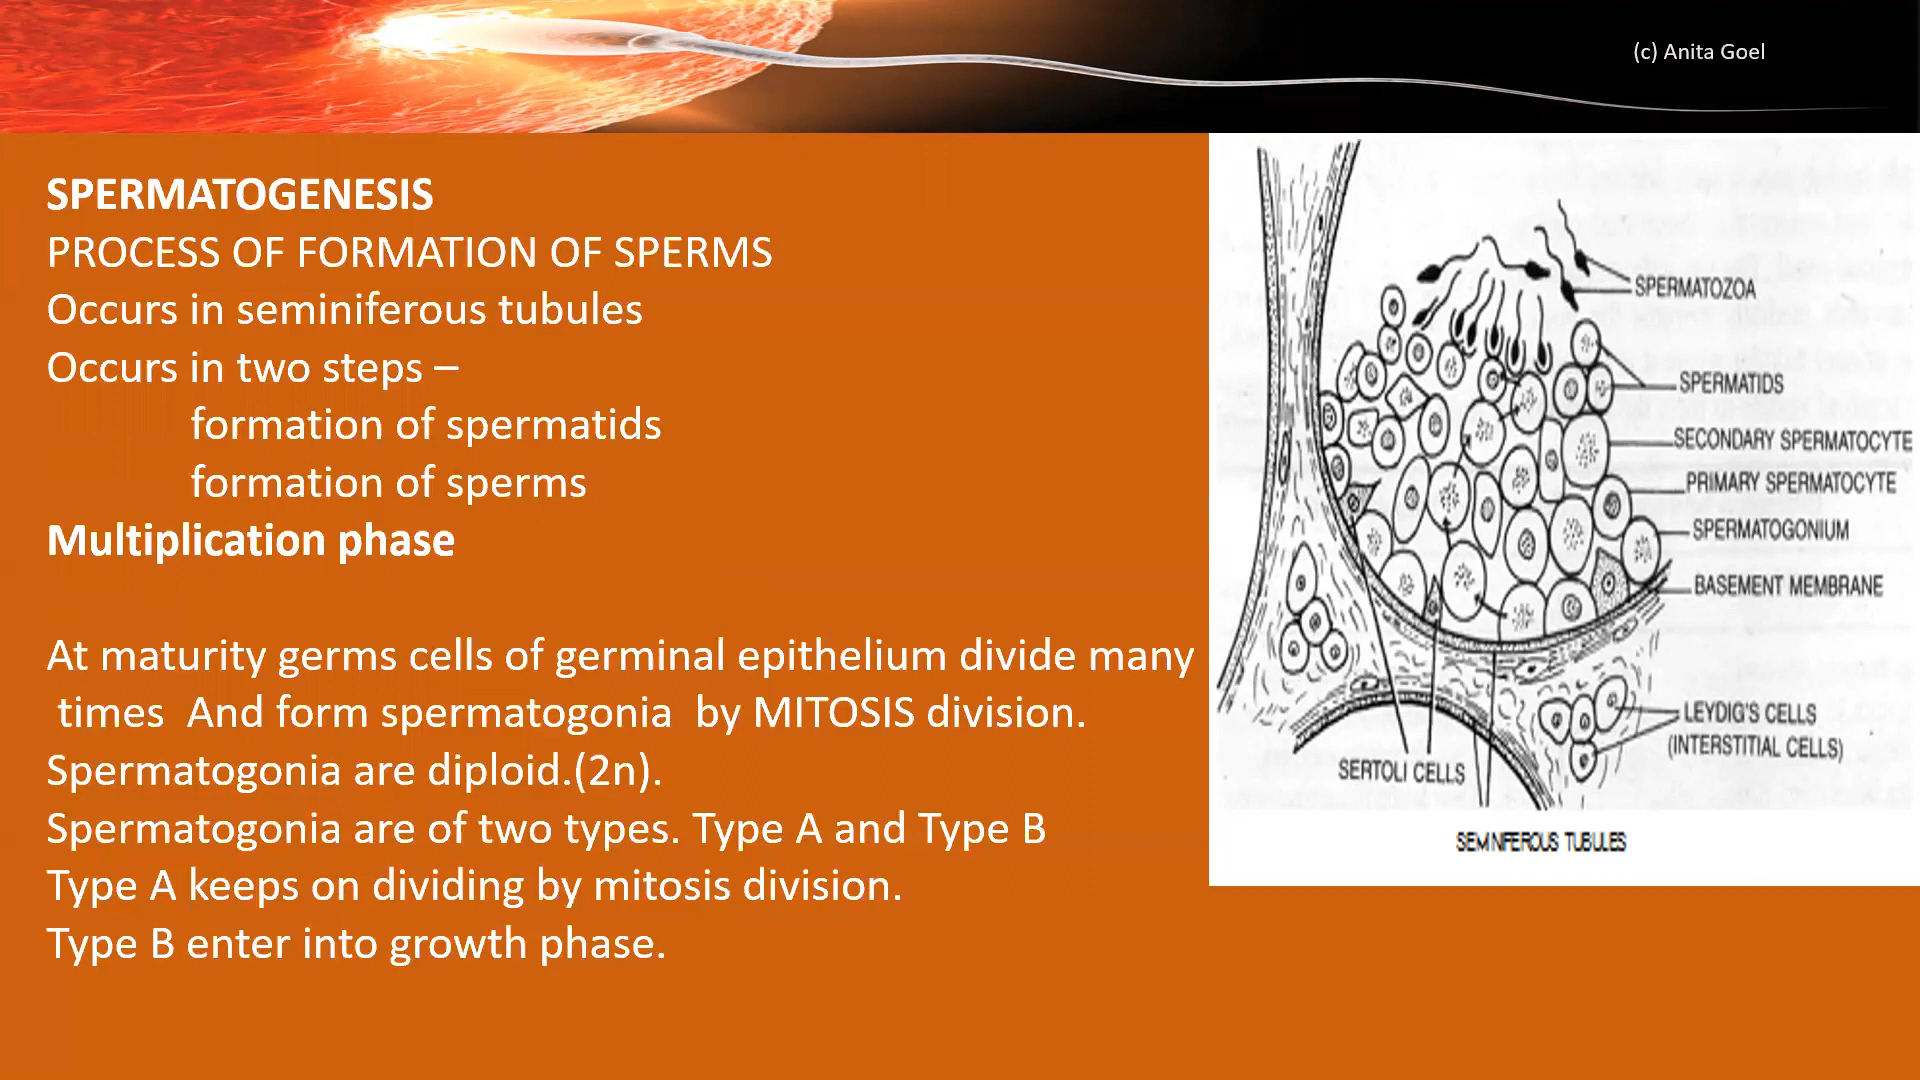 (c) Anita Goel
SPERMATOGENESIS
PROCESS OF FORMATION OF SPERMS
Occurs in seminiferous tubules
Occurs in two steps –
formation of spermatids
formation of sperms
Multiplication phase
At maturity germs cells of germinal epithelium divide many
times And form spermatogonia by MITOSIS division.
Spermatogonia are diploid.(2n).
Spermatogonia are of two types. Type A and Type B
Type A keeps on dividing by mitosis division.
Type B enter into growth phase.
SPERMATOZOA
SPERMATIDS
SECONDARY SPERMATOCYTE
PRIMARY SPERMATOCYTE
SPERMATOGONIUM
BASEMENT MEMBRANE
LEYDIG'S CELLS
(INTERSTITIAL CELLS)
SERTOLI CELLS
SEMINIFEROUS TUBULES